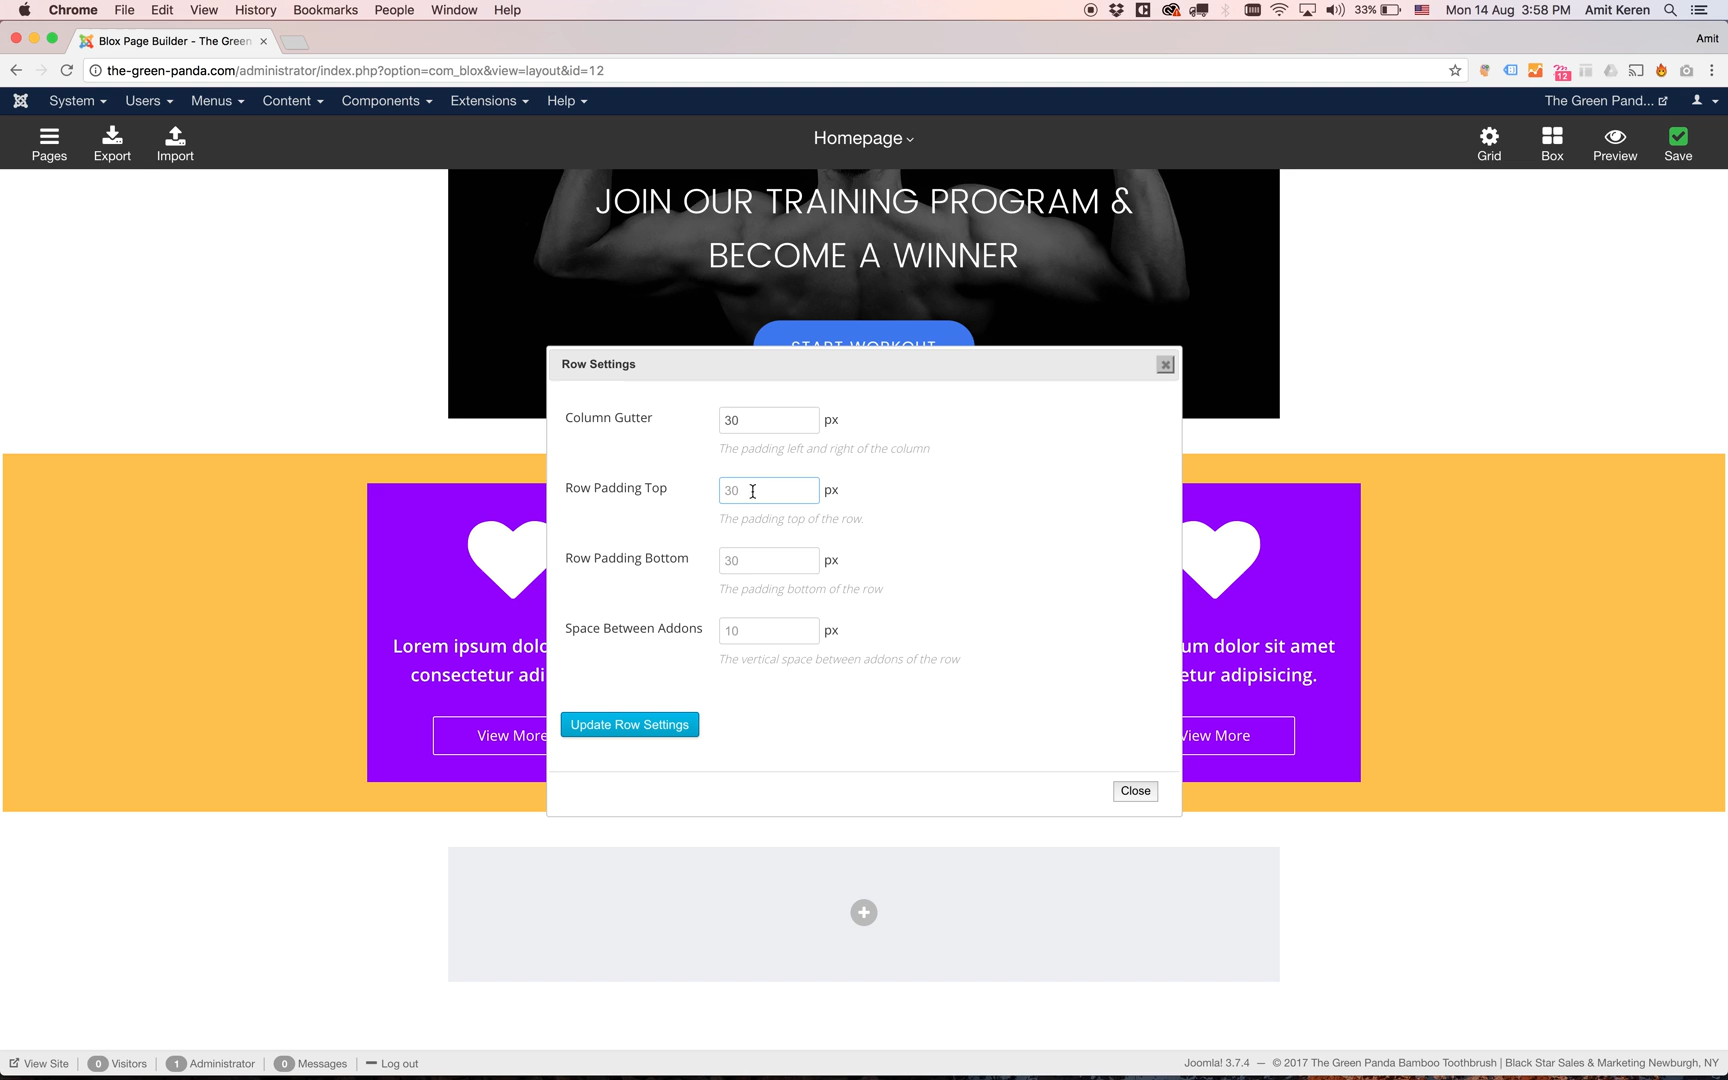 Chrome File Edit View History Bookmarks People Window Help 33% Mon 14 Aug 3:58 PM Amit Keren
Blox Page Builder - The Green Amit
the-green-panda.com/administrator/index.php?option=com_blox&view=layout&id=12 12
System Users Menus Content Components Extensions Help The Green Pand...
Pages Export Import Homepage Grid Box Preview Save
JOIN OUR TRAINING PROGRAM &
BECOME A WINNER
START WORKOUT
Row Settings
Column Gutter 30 px
The padding left and right of the column
Row Padding Top 30 px
The padding top of the row.
Row Padding Bottom 30 px
The padding bottom of the row
Space Between Addons 10 px
The vertical space between addons of the row
Lorem ipsum dolo um dolor sit amet
consectetur adi etur adipisicing.
View More View More
Update Row Settings
Close
View Site 0 Visitors 1 Administrator 0 Messages Log out Joomla! 3.7.4 — © 2017 The Green Panda Bamboo Toothbrush | Black Star Sales & Marketing Newburgh, NY